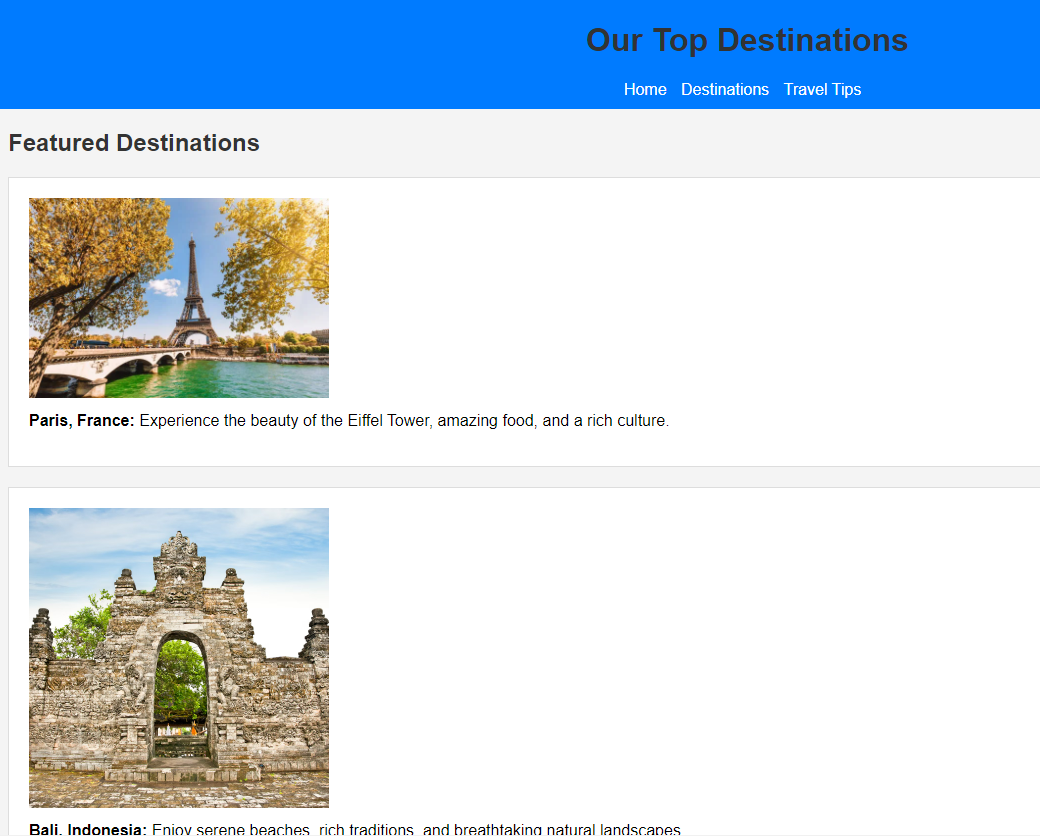 Our Top Destinations
Home Destinations Travel Tips
Featured Destinations
Paris, France: Experience the beauty of the Eiffel Tower, amazing food, and a rich culture.
Bali, Indonesia: Enjoy serene beaches, rich traditions, and breathtaking natural landscapes.